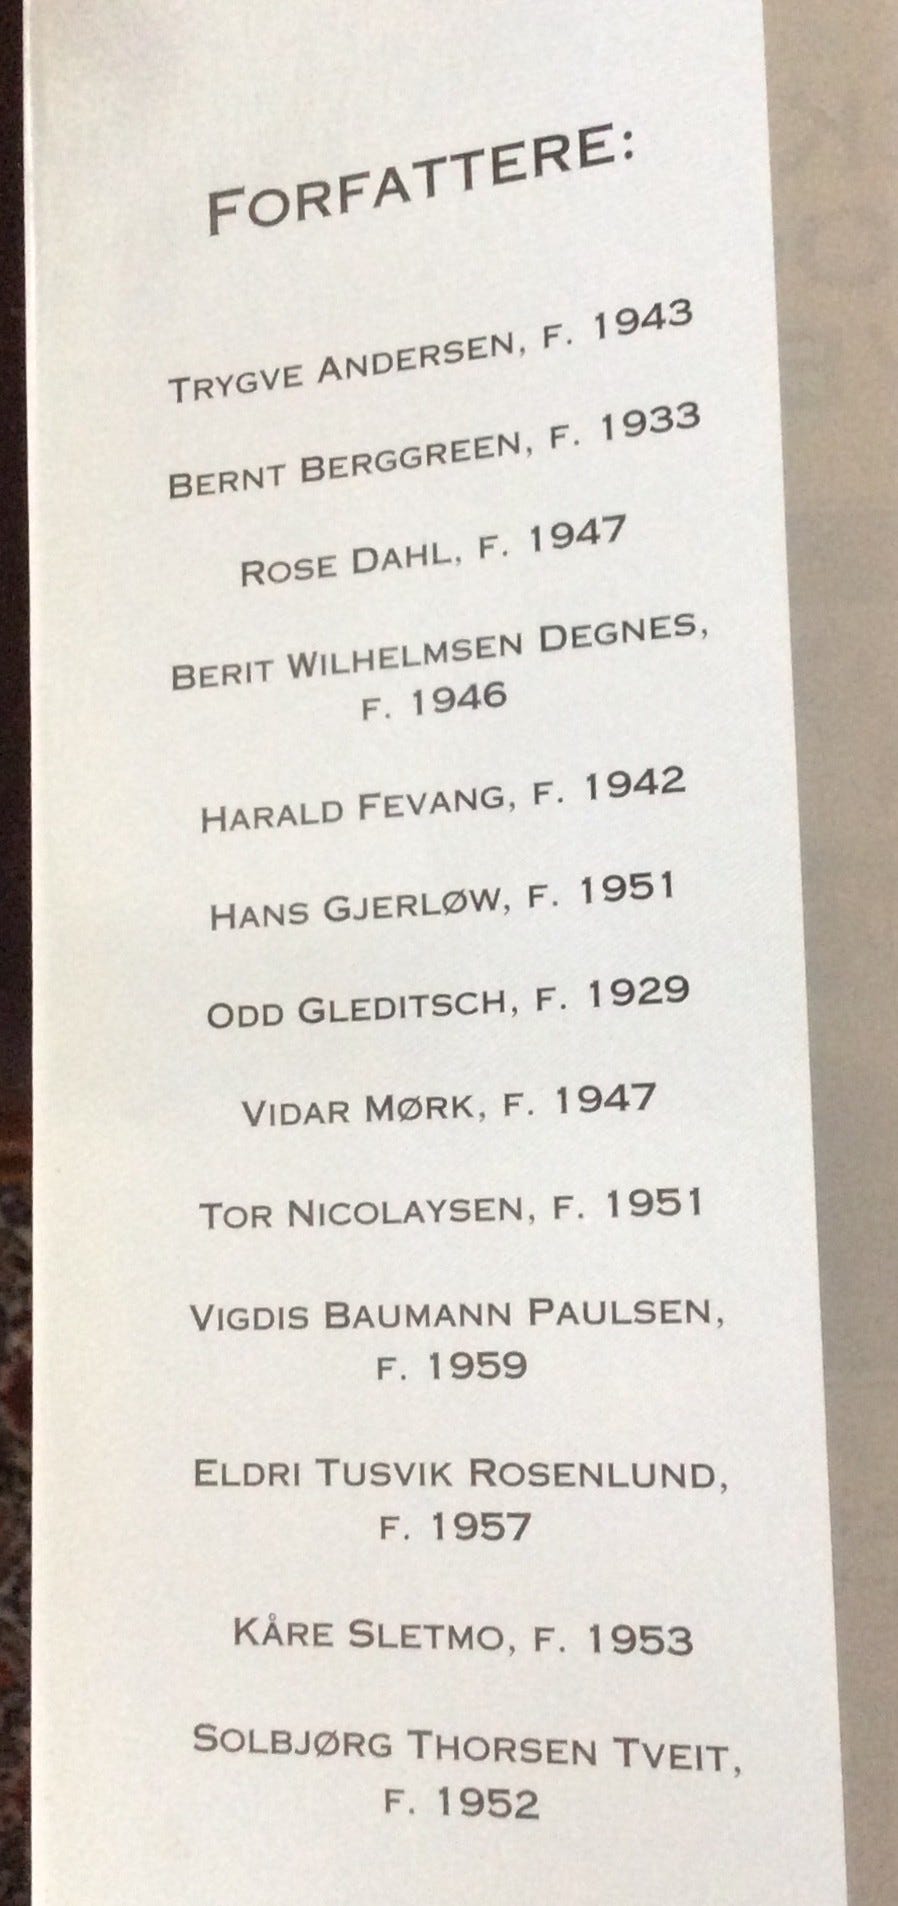 FORFATTERE:
TRYGVE ANDERSEN, F. 1943
BERNT BERGGREEN, F. 1933
ROSE DAHL, F. 1947
BERIT WILHELMSEN DEGNES,
F. 1946
HARALD FEVANG, F. 1942
HANS GJERLØW, F. 1951
ODD GLEDITSCH, F. 1929
VIDAR MØRK, F. 1947
TOR NICOLAYSEN, F. 1951
VIGDIS BAUMANN PAULSEN,
F. 1959
ELDRI TUSVIK ROSENLUND,
F. 1957
KÅRE SLETMO, F. 1953
SOLBJØRG THORSEN TVEIT,
F. 1952